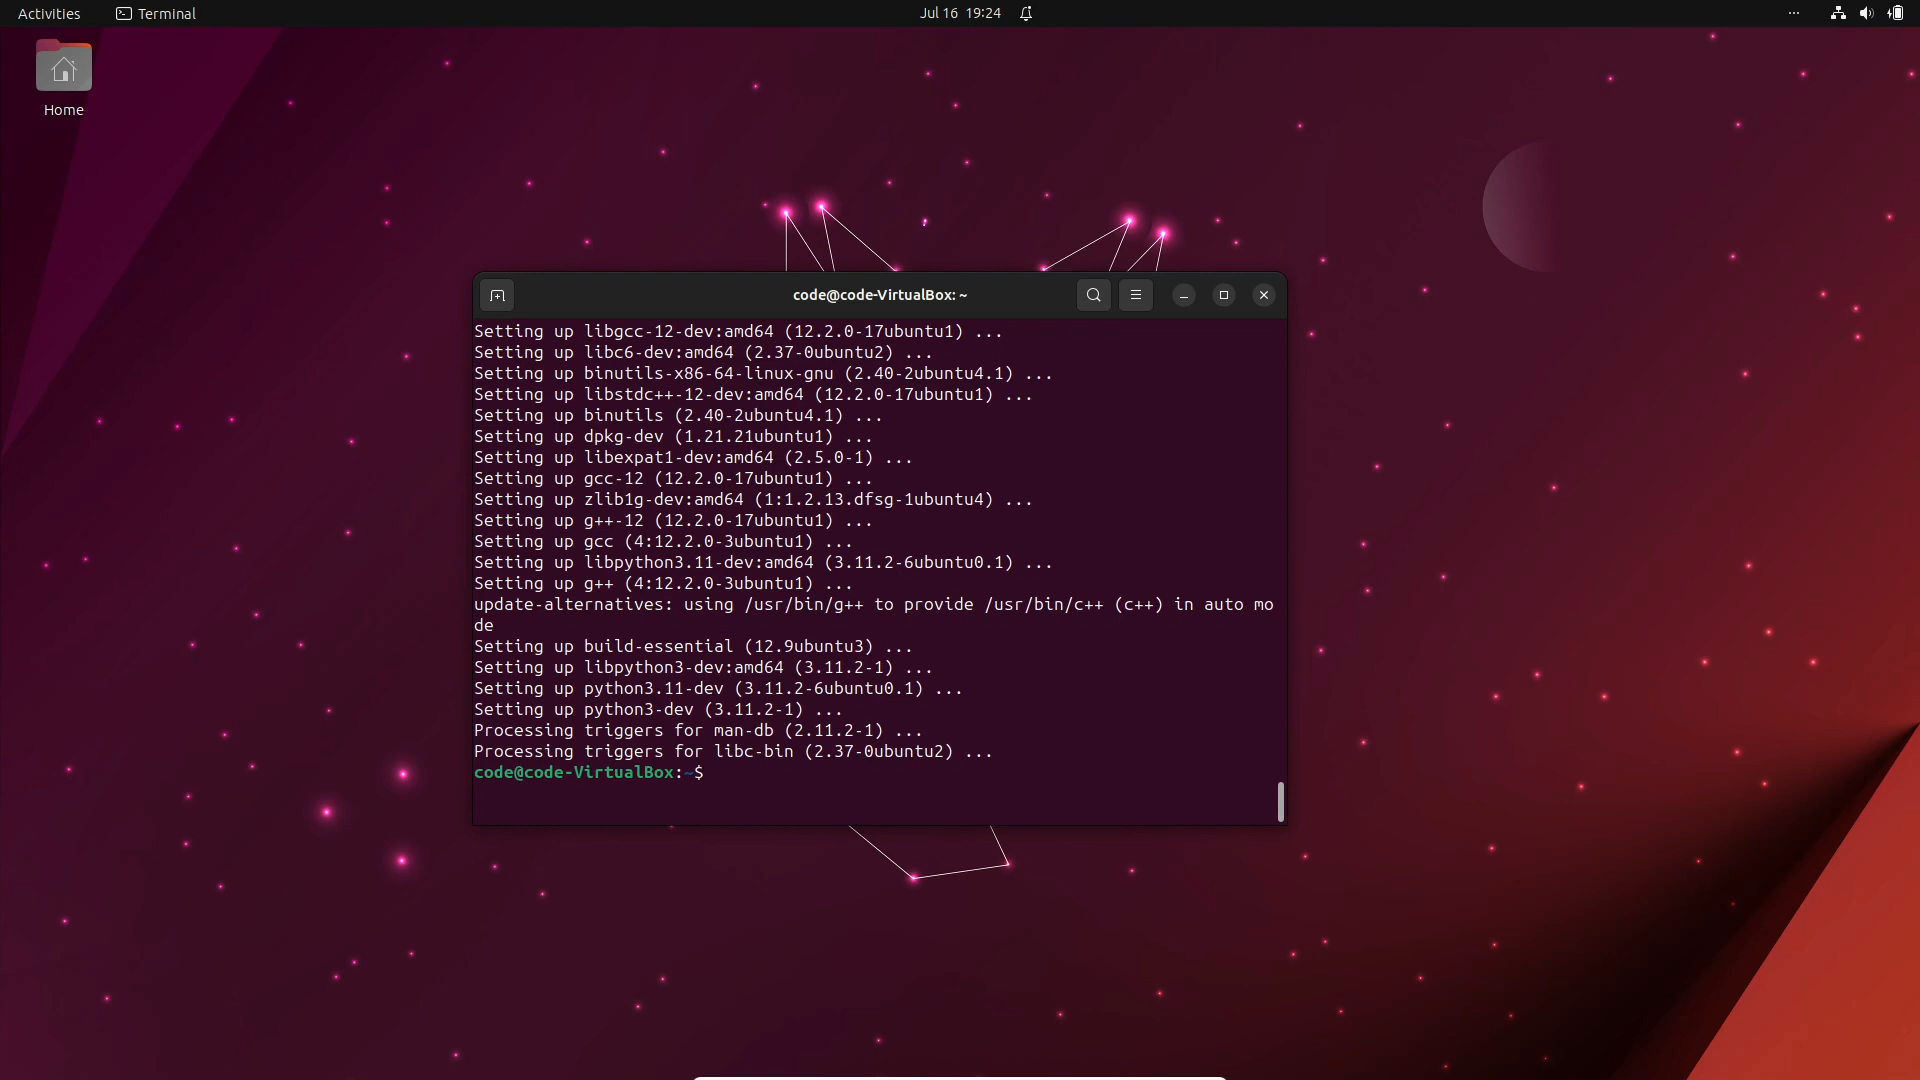 Activities
Terminal
Jul 16 19:24
Home
code@code-VirtualBox: ~
Setting up libgcc-12-dev:amd64 (12.2.0-17ubuntu1) ...
Setting up libc6-dev:amd64 (2.37-0ubuntu2) ...
Setting up binutils-x86-64-linux-gnu (2.40-2ubuntu4.1) ...
Setting up libstdc++-12-dev:amd64 (12.2.0-17ubuntu1) ...
Setting up binutils (2.40-2ubuntu4.1) ...
Setting up dpkg-dev (1.21.21ubuntu1) ...
Setting up libexpat1-dev:amd64 (2.5.0-1) ...
Setting up gcc-12 (12.2.0-17ubuntu1) ...
Setting up zlib1g-dev:amd64 (1:1.2.13.dfsg-1ubuntu4) ...
Setting up g++-12 (12.2.0-17ubuntu1) ...
Setting up gcc (4:12.2.0-3ubuntu1) ...
Setting up libpython3.11-dev:amd64 (3.11.2-6ubuntu0.1) ...
Setting up g++ (4:12.2.0-3ubuntu1) ...
update-alternatives: using /usr/bin/g++ to provide /usr/bin/c++ (c++) in auto mo
de
Setting up build-essential (12.9ubuntu3) ...
Setting up libpython3-dev:amd64 (3.11.2-1) ...
Setting up python3.11-dev (3.11.2-6ubuntu0.1) ...
Setting up python3-dev (3.11.2-1) ...
Processing triggers for man-db (2.11.2-1) ...
Processing triggers for libc-bin (2.37-0ubuntu2) ...
code@code-VirtualBox:~$